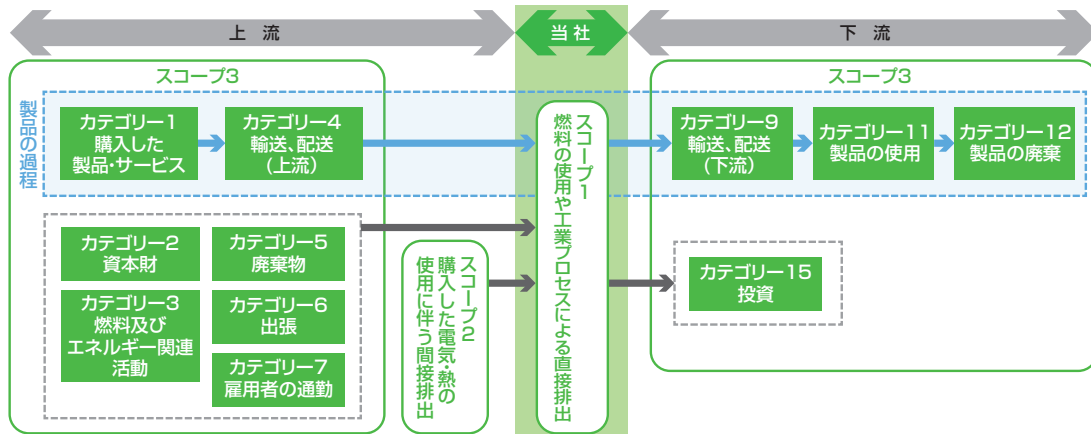 上 流
当 社
下 流
スコープ3
製品の過程
カテゴリー1
購入した
製品・サービス
カテゴリー4
輸送、配送
(上流)
カテゴリー2
資本財
カテゴリー3
燃料及び
エネルギー関連
活動
カテゴリー5
廃棄物
カテゴリー6
出張
カテゴリー7
雇用者の通勤
スコープ2
購入した電気・熱の
使用に伴う間接排出
スコープ1
燃料の使用や工業プロセスによる直接排出
スコープ3
カテゴリー9
輸送、配送
(下流)
カテゴリー11
製品の使用
カテゴリー12
製品の廃棄
カテゴリー15
投資